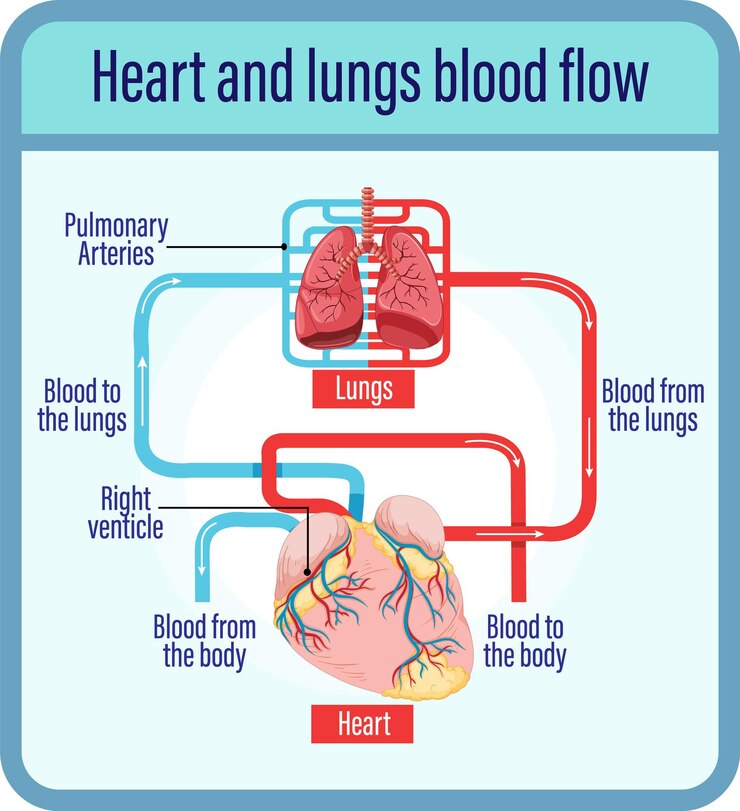 Heart and lungs blood flow
Pulmonary
Arteries
Lungs
Blood to
the lungs
Blood from
the lungs
Right
venticle
Blood from
the body
Blood to
the body
Heart